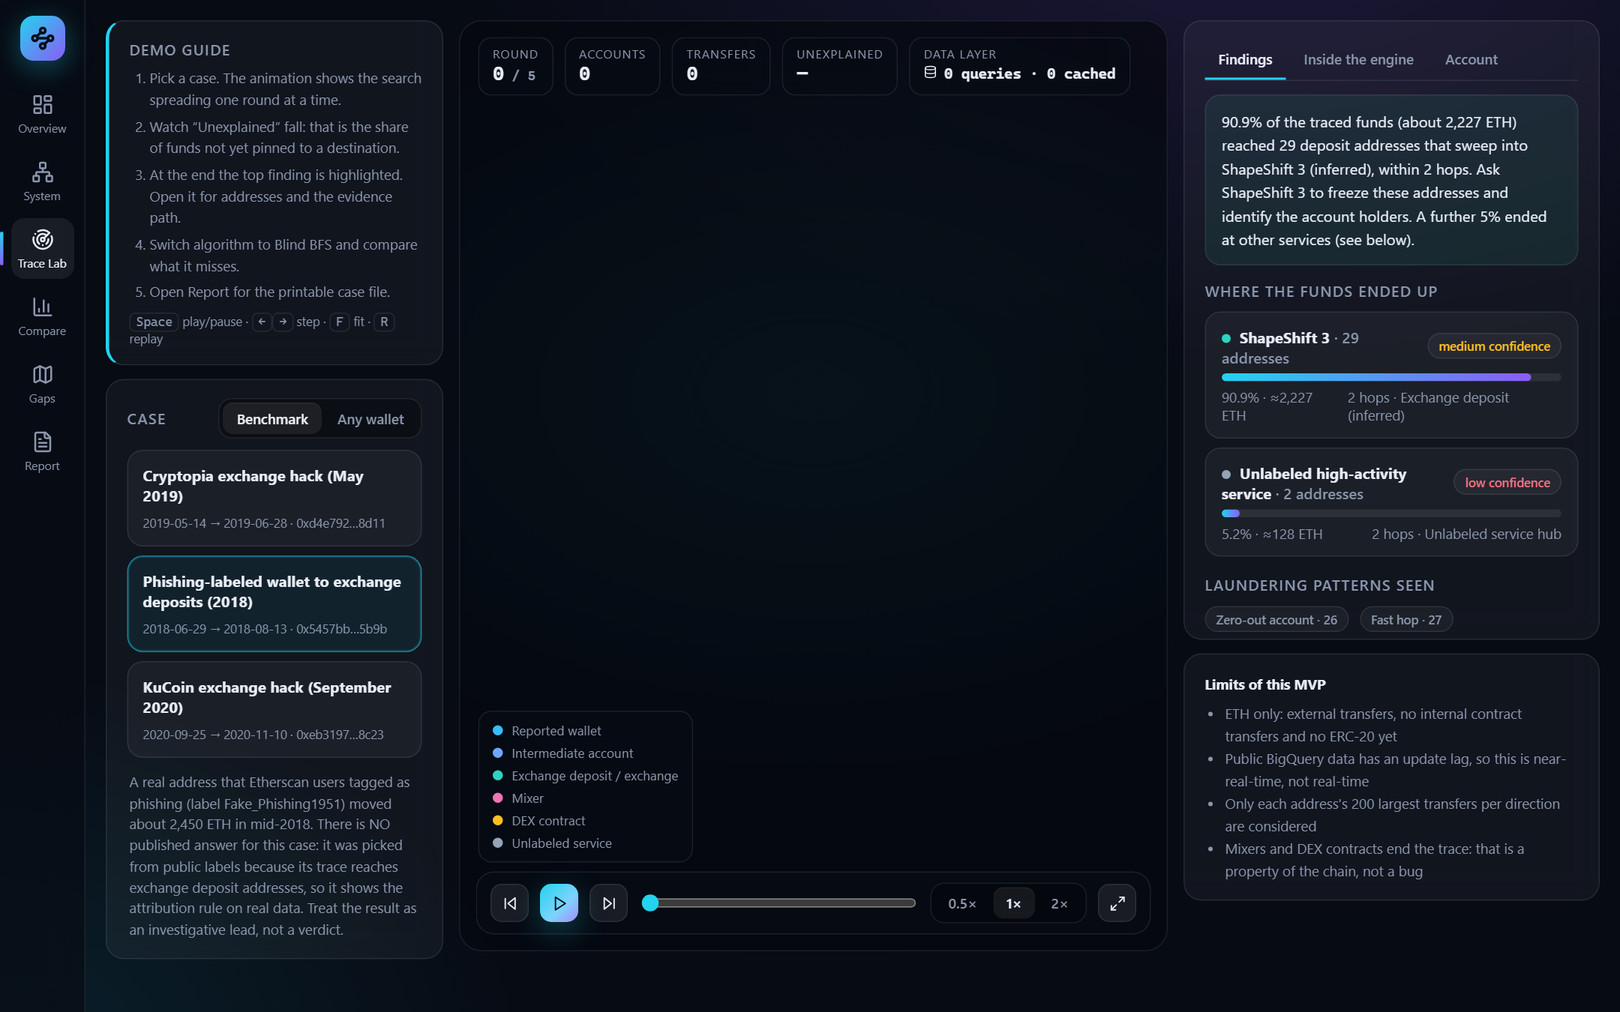 Overview
System
Trace Lab
Compare
Gaps
Report
DEMO GUIDE
1. Pick a case. The animation shows the search
spreading one round at a time.
2. Watch "Unexplained" fall: that is the share
of funds not yet pinned to a destination.
3. At the end the top finding is highlighted.
Open it for addresses and the evidence
path.
4. Switch algorithm to Blind BFS and compare
what it misses.
5. Open Report for the printable case file.
Space play/pause · ← → step · F fit · R
replay
CASE
Benchmark
Any wallet
Cryptopia exchange hack (May
2019)
2019-05-14 → 2019-06-28 · 0xd4e792…8d11
Phishing-labeled wallet to exchange
deposits (2018)
2018-06-29 → 2018-08-13 · 0x5457bb…5b9b
KuCoin exchange hack (September
2020)
2020-09-25 → 2020-11-10 · 0xeb3197…8c23
A real address that Etherscan users tagged as
phishing (label Fake_Phishing1951) moved
about 2,450 ETH in mid-2018. There is NO
published answer for this case: it was picked
from public labels because its trace reaches
exchange deposit addresses, so it shows the
attribution rule on real data. Treat the result as
an investigative lead, not a verdict.
ROUND
0 / 5
ACCOUNTS
0
TRANSFERS
0
UNEXPLAINED
–
DATA LAYER
0 queries · 0 cached
Reported wallet
Intermediate account
Exchange deposit / exchange
Mixer
DEX contract
Unlabeled service
0.5×
1×
2×
Findings
Inside the engine
Account
90.9% of the traced funds (about 2,227 ETH)
reached 29 deposit addresses that sweep into
ShapeShift 3 (inferred), within 2 hops. Ask
ShapeShift 3 to freeze these addresses and
identify the account holders. A further 5% ended
at other services (see below).
WHERE THE FUNDS ENDED UP
ShapeShift 3 · 29
addresses
medium confidence
90.9% · ≈2,227
ETH
2 hops · Exchange deposit
(inferred)
Unlabeled high-activity
service · 2 addresses
low confidence
5.2% · ≈128 ETH
2 hops · Unlabeled service hub
LAUNDERING PATTERNS SEEN
Zero-out account · 26
Fast hop · 27
Limits of this MVP
• ETH only: external transfers, no internal contract
transfers and no ERC-20 yet
• Public BigQuery data has an update lag, so this is near-
real-time, not real-time
• Only each address's 200 largest transfers per direction
are considered
• Mixers and DEX contracts end the trace: that is a
property of the chain, not a bug